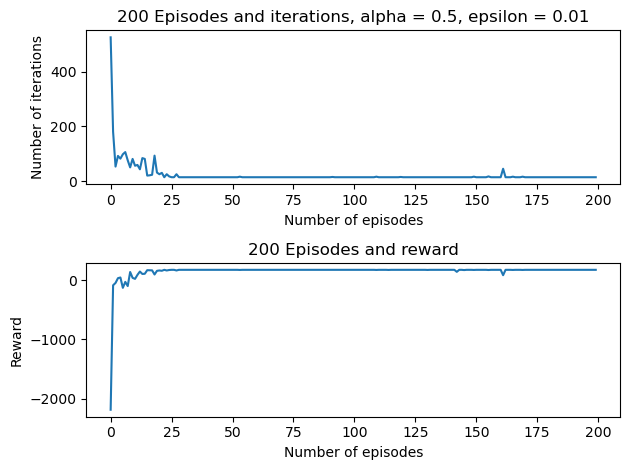 200 Episodes and iterations, alpha = 0.5, epsilon = 0.01
Number of iterations
400
200
0
0 25 50 75 100 125 150 175 200
Number of episodes
200 Episodes and reward
Reward
0
−1000
−2000
0 25 50 75 100 125 150 175 200
Number of episodes